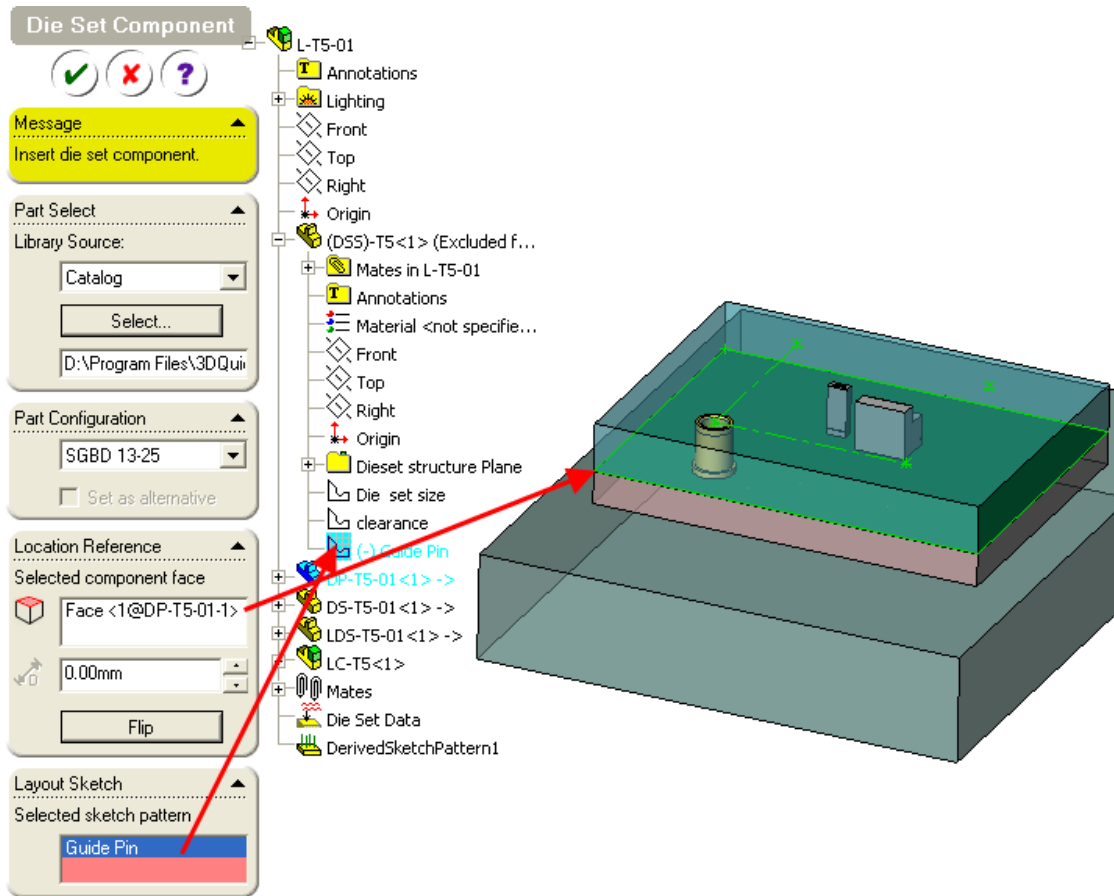 Die Set Component
?
Message
Insert die set component.
Part Select
Library Source:
Catalog
Select...
D:\Program Files\3DQui
Part Configuration
SGBD 13-25
Set as alternative
Location Reference
Selected component face
Face <1@DP-T5-01-1>
D
0.00mm
Flip
Layout Sketch
Selected sketch pattern
Guide Pin
L-T5-01
T Annotations
Lighting
Front
Top
Right
Origin
(DSS)-T5<1> (Excluded f...
Mates in L-T5-01
T Annotations
Material <not specifie...
Front
Top
Right
Origin
Dieset structure Plane
Die set size
clearance
(-) Guide Pin
DP-T5-01<1> ->
DS-T5-01<1> ->
LDS-T5-01<1> ->
LC-T5<1>
Mates
Die Set Data
DerivedSketchPattern1